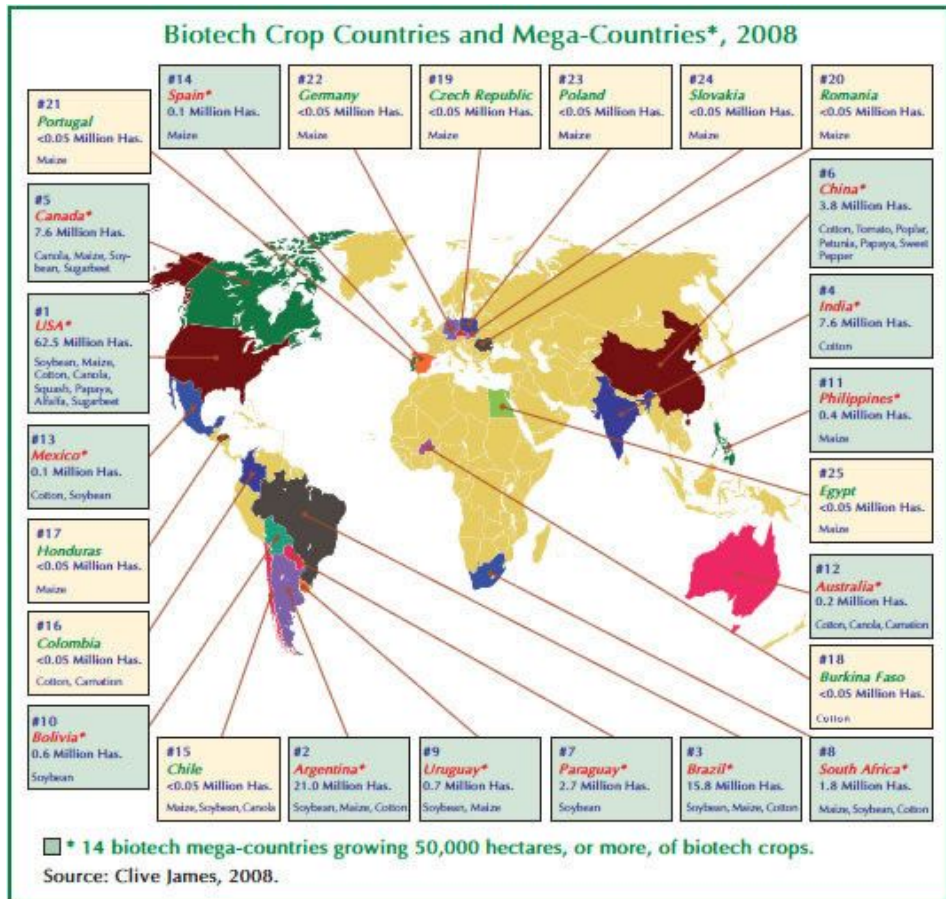 Biotech Crop Countries and Mega-Countries*, 2008
#21
Portugal
<0.05 Million Has.
Maize
#14
Spain*
0.1 Million Has.
Maize
#22
Germany
<0.05 Million Has.
Maize
#19
Czech Republic
<0.05 Million Has.
Maize
#23
Poland
<0.05 Million Has.
Maize
#24
Slovakia
<0.05 Million Has.
Maize
#20
Romania
<0.05 Million Has.
Maize
#5
Canada*
7.6 Million Has.
Canola, Maize, Soy-
bean, Sugarbeet
#1
USA*
62.5 Million Has.
Soybean, Maize,
Cotton, Canola,
Squash, Papaya,
Alfalfa, Sugarbeet
#13
Mexico*
0.1 Million Has.
Cotton, Soybean
#17
Honduras
<0.05 Million Has.
Maize
#16
Colombia
<0.05 Million Has.
Cotton, Carnation
#10
Bolivia*
0.6 Million Has.
Soybean
#6
China*
3.8 Million Has.
Cotton, Tomato, Poplar,
Petunia, Papaya, Sweet
Pepper
#4
India*
7.6 Million Has.
Cotton
#11
Philippines*
0.4 Million Has.
Maize
#25
Egypt
<0.05 Million Has.
Maize
#12
Australia*
0.2 Million Has.
Cotton, Canola, Carnation
#18
Burkina Faso
<0.05 Million Has.
Cotton
#15
Chile
<0.05 Million Has.
Maize, Soybean, Canola
#2
Argentina*
21.0 Million Has.
Soybean, Maize, Cotton
#9
Uruguay*
0.7 Million Has.
Soybean, Maize
#7
Paraguay*
2.7 Million Has.
Soybean
#3
Brazil*
15.8 Million Has.
Soybean, Maize, Cotton
#8
South Africa*
1.8 Million Has.
Maize, Soybean, Cotton
* 14 biotech mega-countries growing 50,000 hectares, or more, of biotech crops.
Source: Clive James, 2008.